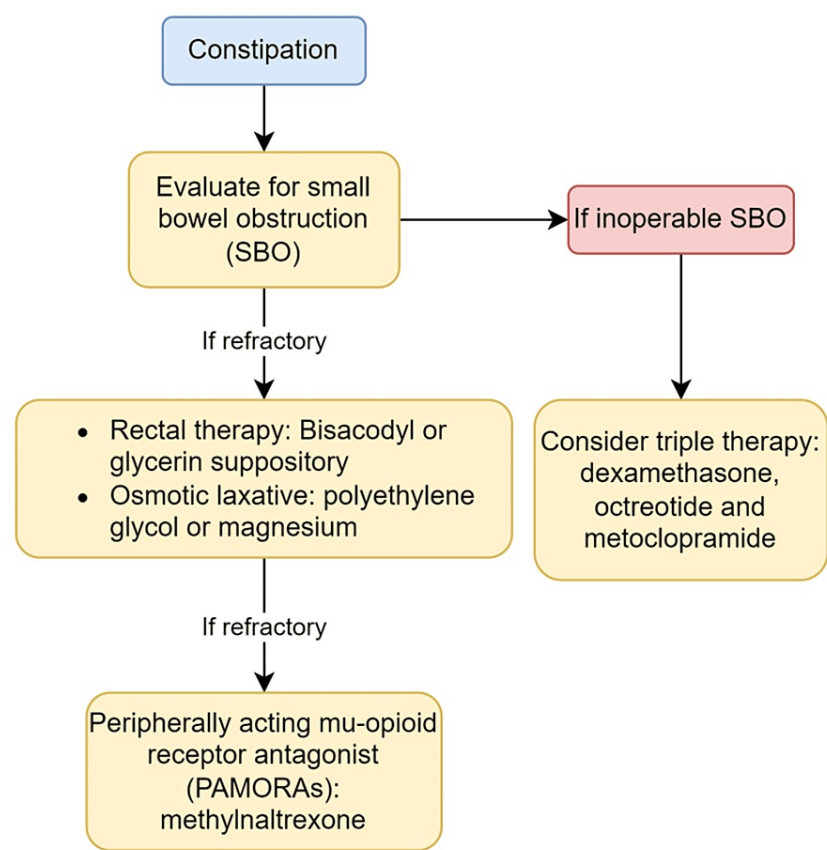 Constipation
Evaluate for small
bowel obstruction
(SBO)
If inoperable SBO
If refractory
• Rectal therapy: Bisacodyl or
glycerin suppository
• Osmotic laxative: polyethylene
glycol or magnesium
Consider triple therapy:
dexamethasone,
octreotide and
metoclopramide
If refractory
Peripherally acting mu-opioid
receptor antagonist
(PAMORAs):
methylnaltrexone